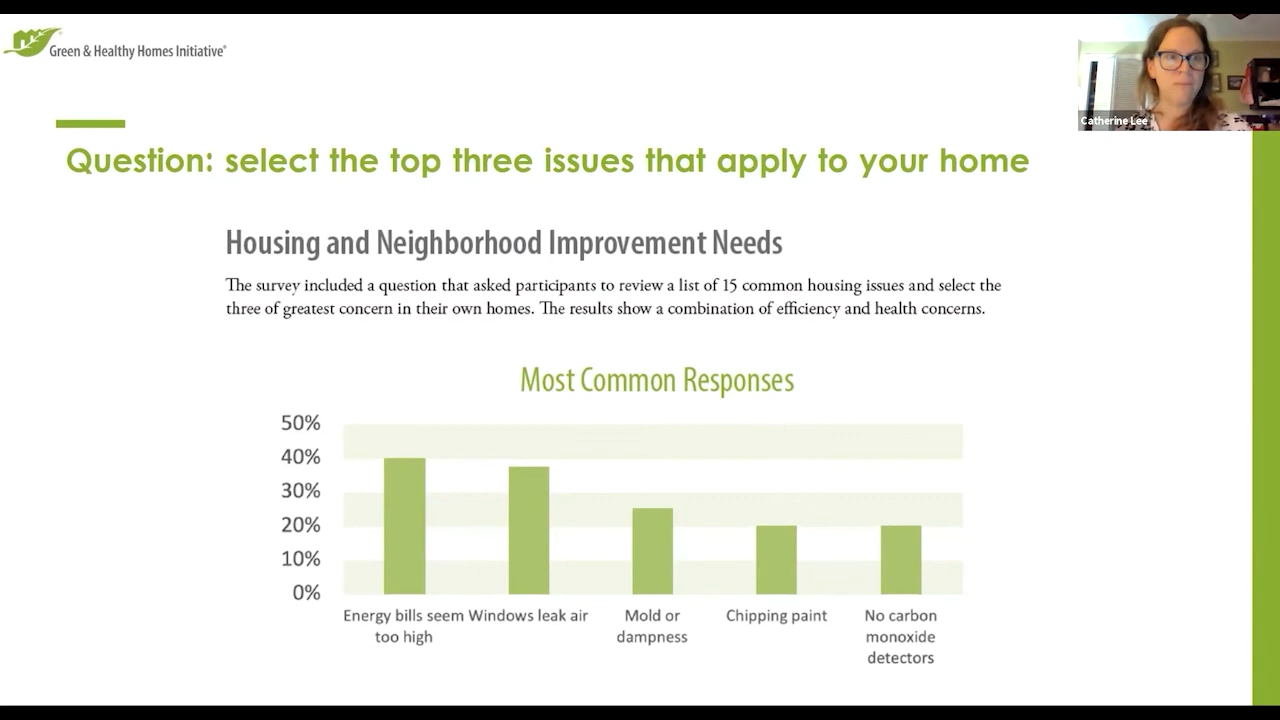 Green & Healthy Homes Initiative®
Catherine Lee
Question: select the top three issues that apply to your home
Housing and Neighborhood Improvement Needs
The survey included a question that asked participants to review a list of 15 common housing issues and select the
three of greatest concern in their own homes. The results show a combination of efficiency and health concerns.
Most Common Responses
50%
40%
30%
20%
10%
0%
Energy bills seem
too high
Windows leak air
Mold or
dampness
Chipping paint
No carbon
monoxide
detectors